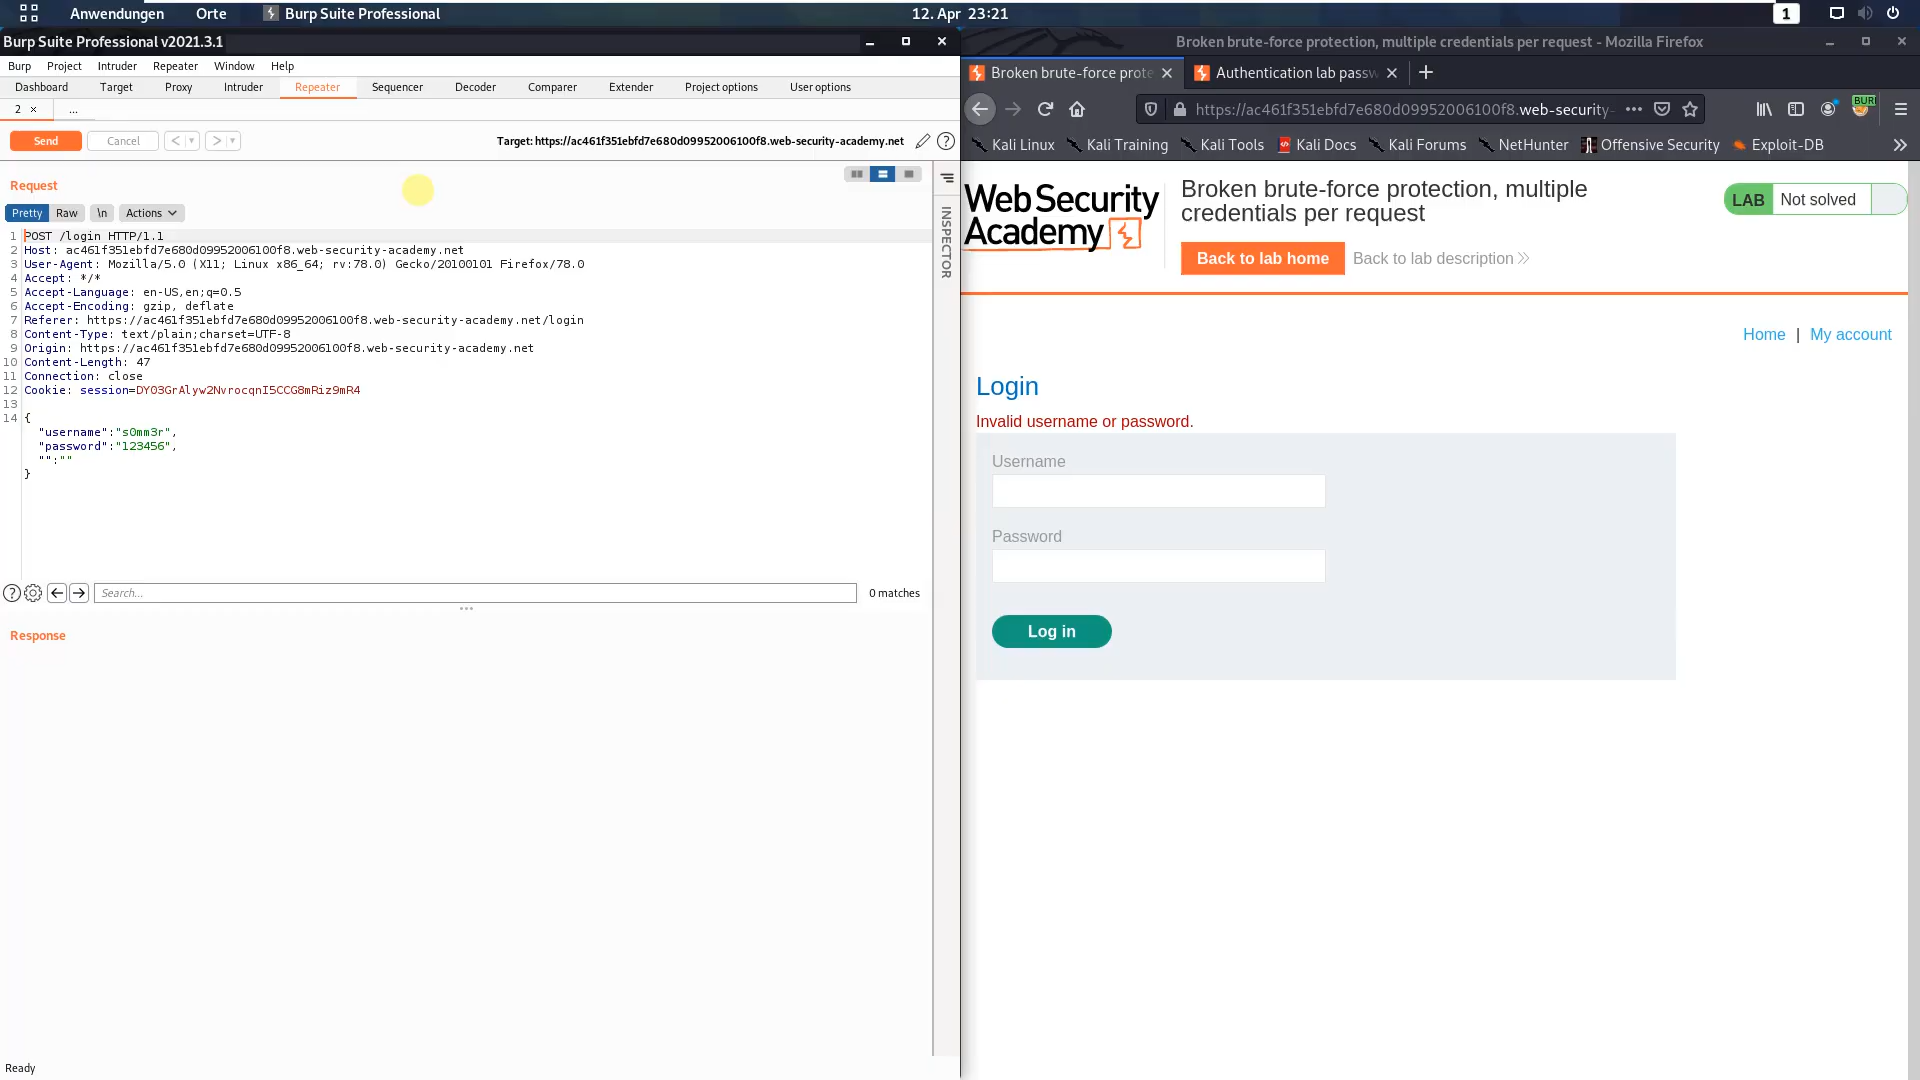 Anwendungen Orte Burp Suite Professional 12. Apr 23:21 1
Burp Suite Professional v2021.3.1
Burp Project Intruder Repeater Window Help
Dashboard Target Proxy Intruder Repeater Sequencer Decoder Comparer Extender Project options User options
2 × ...
Send Cancel < > Target: https://ac461f351ebfd7e680d09952006100f8.web-security-academy.net
Request
INSPECTOR
Pretty Raw \n Actions
1 POST /login HTTP/1.1
2 Host: ac461f351ebfd7e680d09952006100f8.web-security-academy.net
3 User-Agent: Mozilla/5.0 (X11; Linux x86_64; rv:78.0) Gecko/20100101 Firefox/78.0
4 Accept: */*
5 Accept-Language: en-US,en;q=0.5
6 Accept-Encoding: gzip, deflate
7 Referer: https://ac461f351ebfd7e680d09952006100f8.web-security-academy.net/login
8 Content-Type: text/plain;charset=UTF-8
9 Origin: https://ac461f351ebfd7e680d09952006100f8.web-security-academy.net
10 Content-Length: 47
11 Connection: close
12 Cookie: session=DY03GrAlyw2NvrocqnI5CCG8mRiz9mR4
13
14 {
"username":"s0mm3r",
"password":"123456",
"":""
}
Search... 0 matches
Response
Ready
Broken brute-force protection, multiple credentials per request - Mozilla Firefox
Broken brute-force prote × Authentication lab passw × +
https://ac461f351ebfd7e680d09952006100f8.web-security- ••• BUR
Kali Linux Kali Training Kali Tools Kali Docs Kali Forums NetHunter Offensive Security Exploit-DB
Web Security
Academy
Broken brute-force protection, multiple
credentials per request
LAB Not solved
Back to lab home Back to lab description
Home | My account
Login
Invalid username or password.
Username
Password
Log in